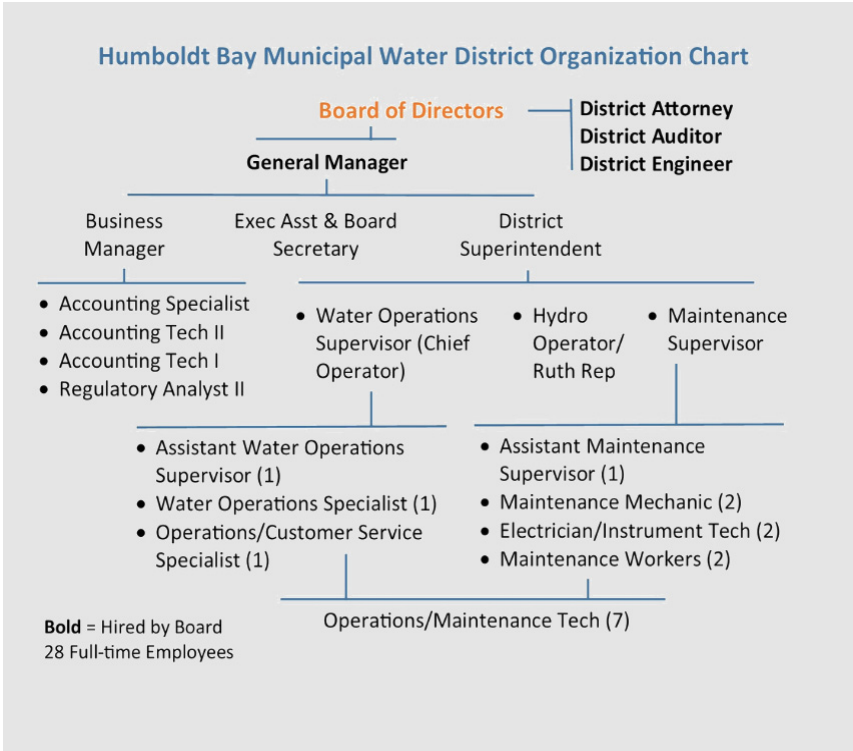 Humboldt Bay Municipal Water District Organization Chart
Board of Directors
District Attorney
District Auditor
District Engineer
General Manager
Business
Manager
Exec Asst & Board
Secretary
District
Superintendent
• Accounting Specialist
• Accounting Tech II
• Accounting Tech I
• Regulatory Analyst II
• Water Operations
Supervisor (Chief
Operator)
• Hydro
Operator/
Ruth Rep
• Maintenance
Supervisor
• Assistant Water Operations
Supervisor (1)
• Water Operations Specialist (1)
• Operations/Customer Service
Specialist (1)
• Assistant Maintenance
Supervisor (1)
• Maintenance Mechanic (2)
• Electrician/Instrument Tech (2)
• Maintenance Workers (2)
Operations/Maintenance Tech (7)
Bold = Hired by Board
28 Full-time Employees